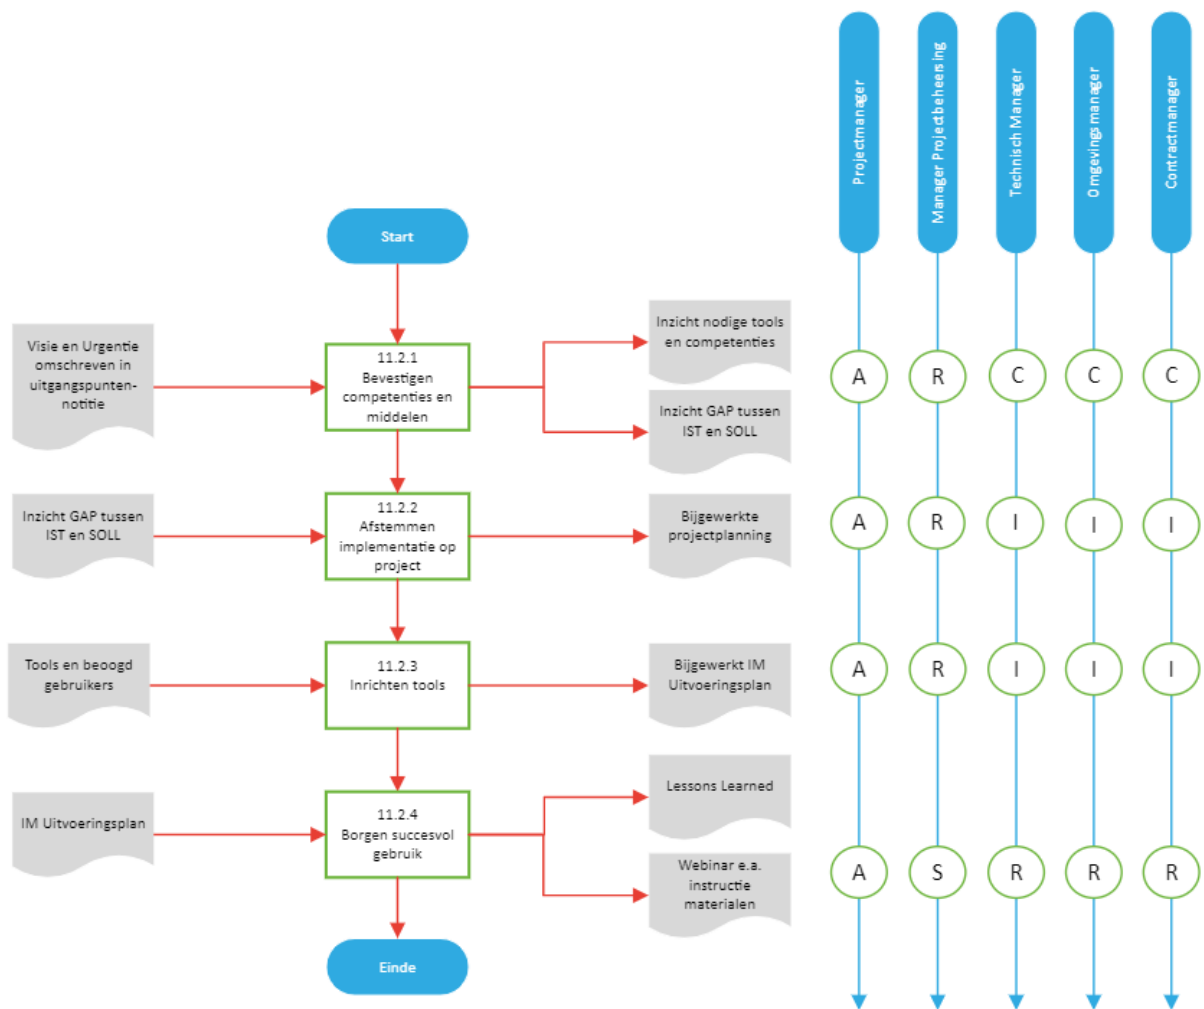 Projectmanager
Manager Projectbeheersing
Technisch Manager
Omgevingsmanager
Contractmanager
Start
Visie en Urgentie
omschreven in
uitgangspunten-
notitie
11.2.1
Bevestigen
competenties en
middelen
Inzicht nodige tools
en competenties
Inzicht GAP tussen
IST en SOLL
A
R
C
C
C
Inzicht GAP tussen
IST en SOLL
11.2.2
Afstemmen
implementatie op
project
Bijgewerkte
projectplanning
A
R
I
I
I
Tools en beoogd
gebruikers
11.2.3
Inrichten tools
Bijgewerkt IM
Uitvoeringsplan
A
R
I
I
I
IM Uitvoeringsplan
11.2.4
Borgen succesvol
gebruik
Lessons Learned
Webinar e.a.
instructie
materialen
A
S
R
R
R
Einde